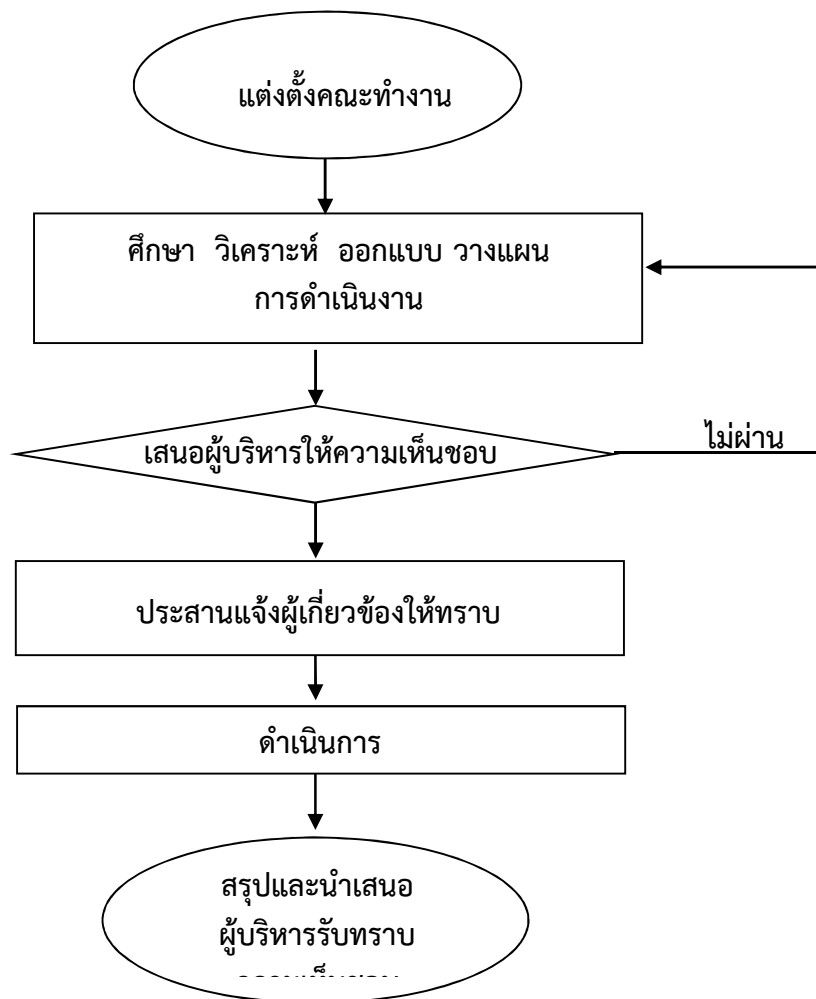 แต่งตั้งคณะทำงาน
ศึกษา วิเคราะห์ ออกแบบ วางแผน
การดำเนินงาน
เสนอผู้บริหารให้ความเห็นชอบ
ไม่ผ่าน
ประสานแจ้งผู้เกี่ยวข้องให้ทราบ
ดำเนินการ
สรุปและนำเสนอ
ผู้บริหารรับทราบ